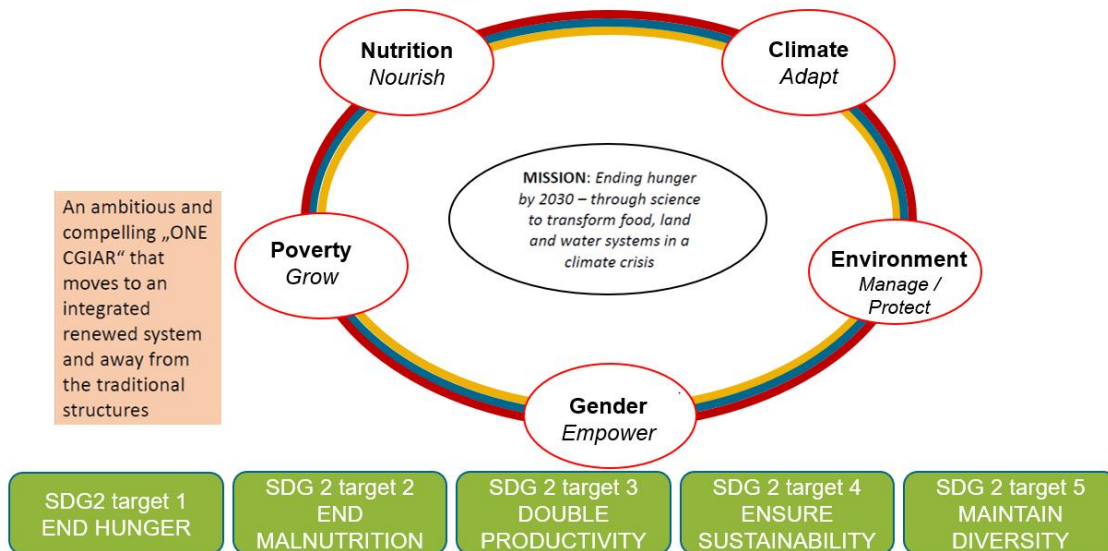 Nutrition
Nourish
Climate
Adapt
MISSION: Ending hunger
by 2030 – through science
to transform food, land
and water systems in a
climate crisis
An ambitious and
compelling „ONE
CGIAR“ that
moves to an
integrated
renewed system
and away from
the traditional
structures
Poverty
Grow
Environment
Manage /
Protect
Gender
Empower
SDG2 target 1
END HUNGER
SDG 2 target 2
END
MALNUTRITION
SDG 2 target 3
DOUBLE
PRODUCTIVITY
SDG 2 target 4
ENSURE
SUSTAINABILITY
SDG 2 target 5
MAINTAIN
DIVERSITY